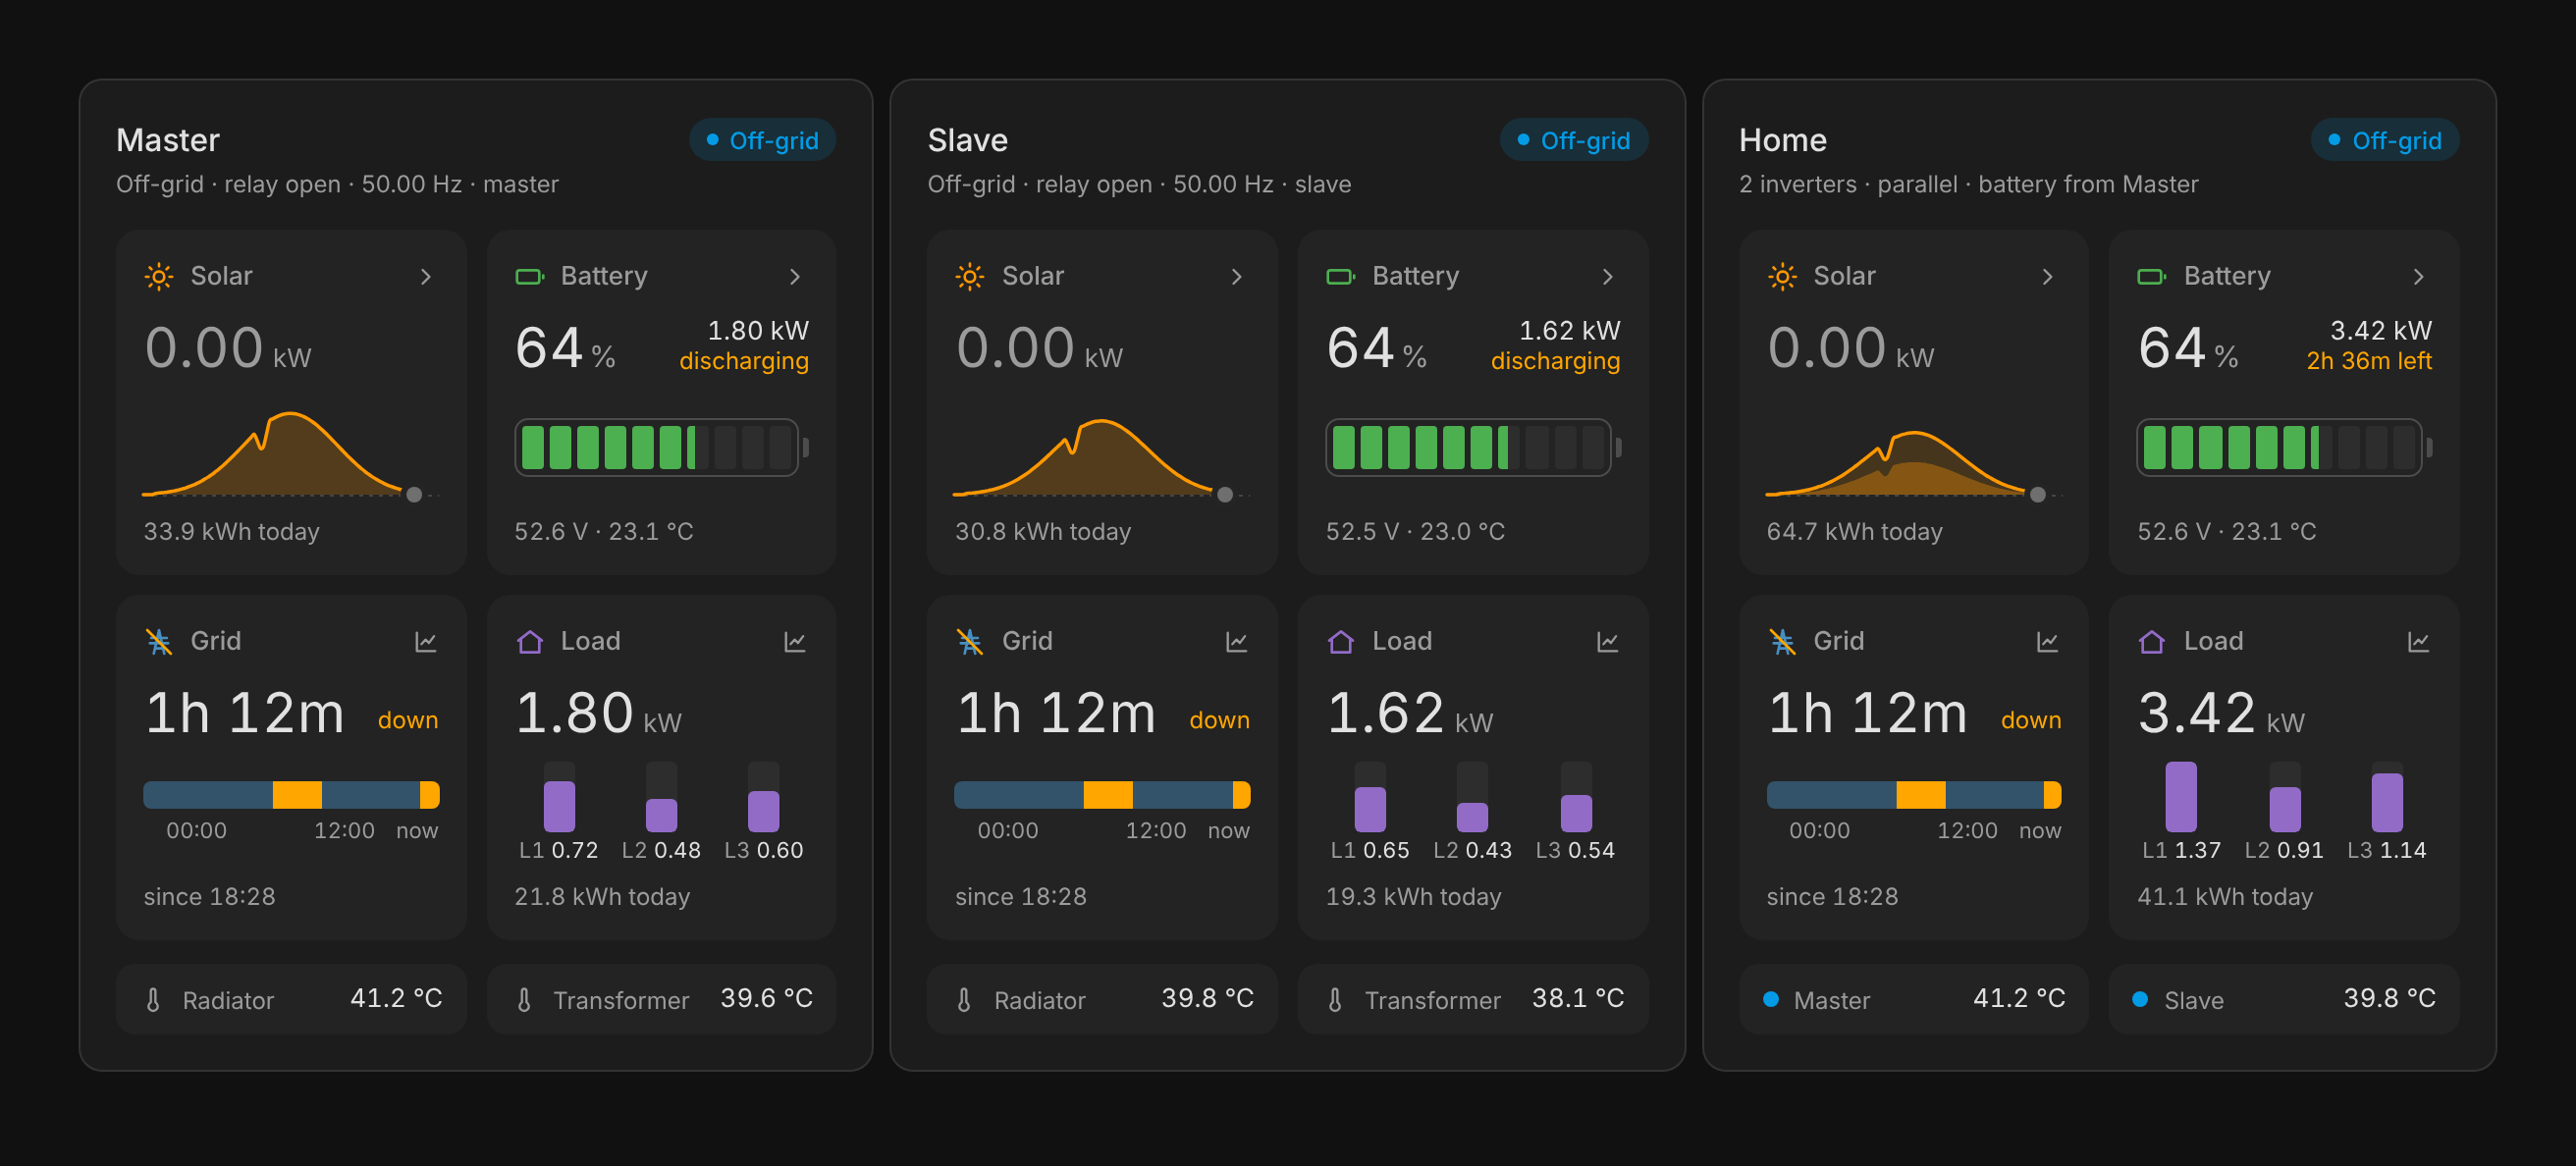 Master
Off-grid
Off-grid · relay open · 50.00 Hz · master
Solar
0.00 kW
33.9 kWh today
Battery
64 %
1.80 kW
discharging
52.6 V · 23.1 °C
Grid
1h 12m down
00:00 12:00 now
since 18:28
Load
1.80 kW
L1 0.72 L2 0.48 L3 0.60
21.8 kWh today
Radiator 41.2 °C
Transformer 39.6 °C
Slave
Off-grid
Off-grid · relay open · 50.00 Hz · slave
Solar
0.00 kW
30.8 kWh today
Battery
64 %
1.62 kW
discharging
52.5 V · 23.0 °C
Grid
1h 12m down
00:00 12:00 now
since 18:28
Load
1.62 kW
L1 0.65 L2 0.43 L3 0.54
19.3 kWh today
Radiator 39.8 °C
Transformer 38.1 °C
Home
Off-grid
2 inverters · parallel · battery from Master
Solar
0.00 kW
64.7 kWh today
Battery
64 %
3.42 kW
2h 36m left
52.6 V · 23.1 °C
Grid
1h 12m down
00:00 12:00 now
since 18:28
Load
3.42 kW
L1 1.37 L2 0.91 L3 1.14
41.1 kWh today
Master 41.2 °C
Slave 39.8 °C